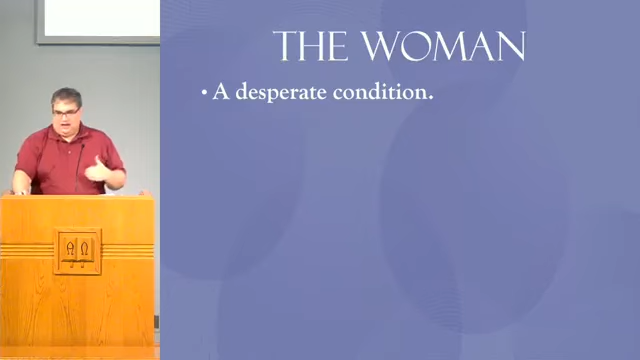 THE WOMAN
• A desperate condition.
Α Ω